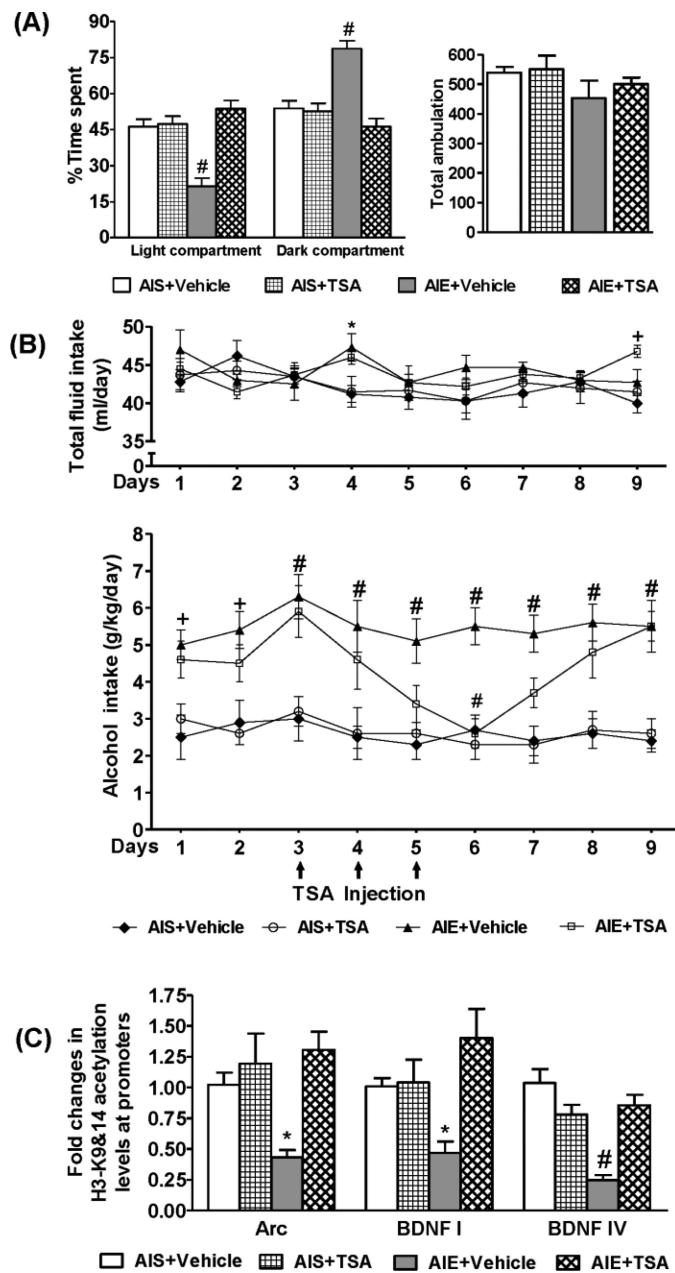 (A)
% Time spent
90
75
60
45
30
15
0
#
#
Light compartment Dark compartment
Total ambulation
600
500
400
300
200
100
0
AIS+Vehicle AIS+TSA AIE+Vehicle AIE+TSA
(B)
Total fluid intake
(ml/day)
50
45
40
35
0
*
+
Days 1 2 3 4 5 6 7 8 9
Alcohol intake (g/kg/day)
8
7
6
5
4
3
2
1
0
+ + # # # # # # #
#
Days 1 2 3 4 5 6 7 8 9
TSA Injection
AIS+Vehicle AIS+TSA AIE+Vehicle AIE+TSA
(C)
Fold changes in
H3-K9&14 acetylation
levels at promoters
1.75
1.50
1.25
1.00
0.75
0.50
0.25
0.00
* * #
Arc BDNF I BDNF IV
AIS+Vehicle AIS+TSA AIE+Vehicle AIE+TSA